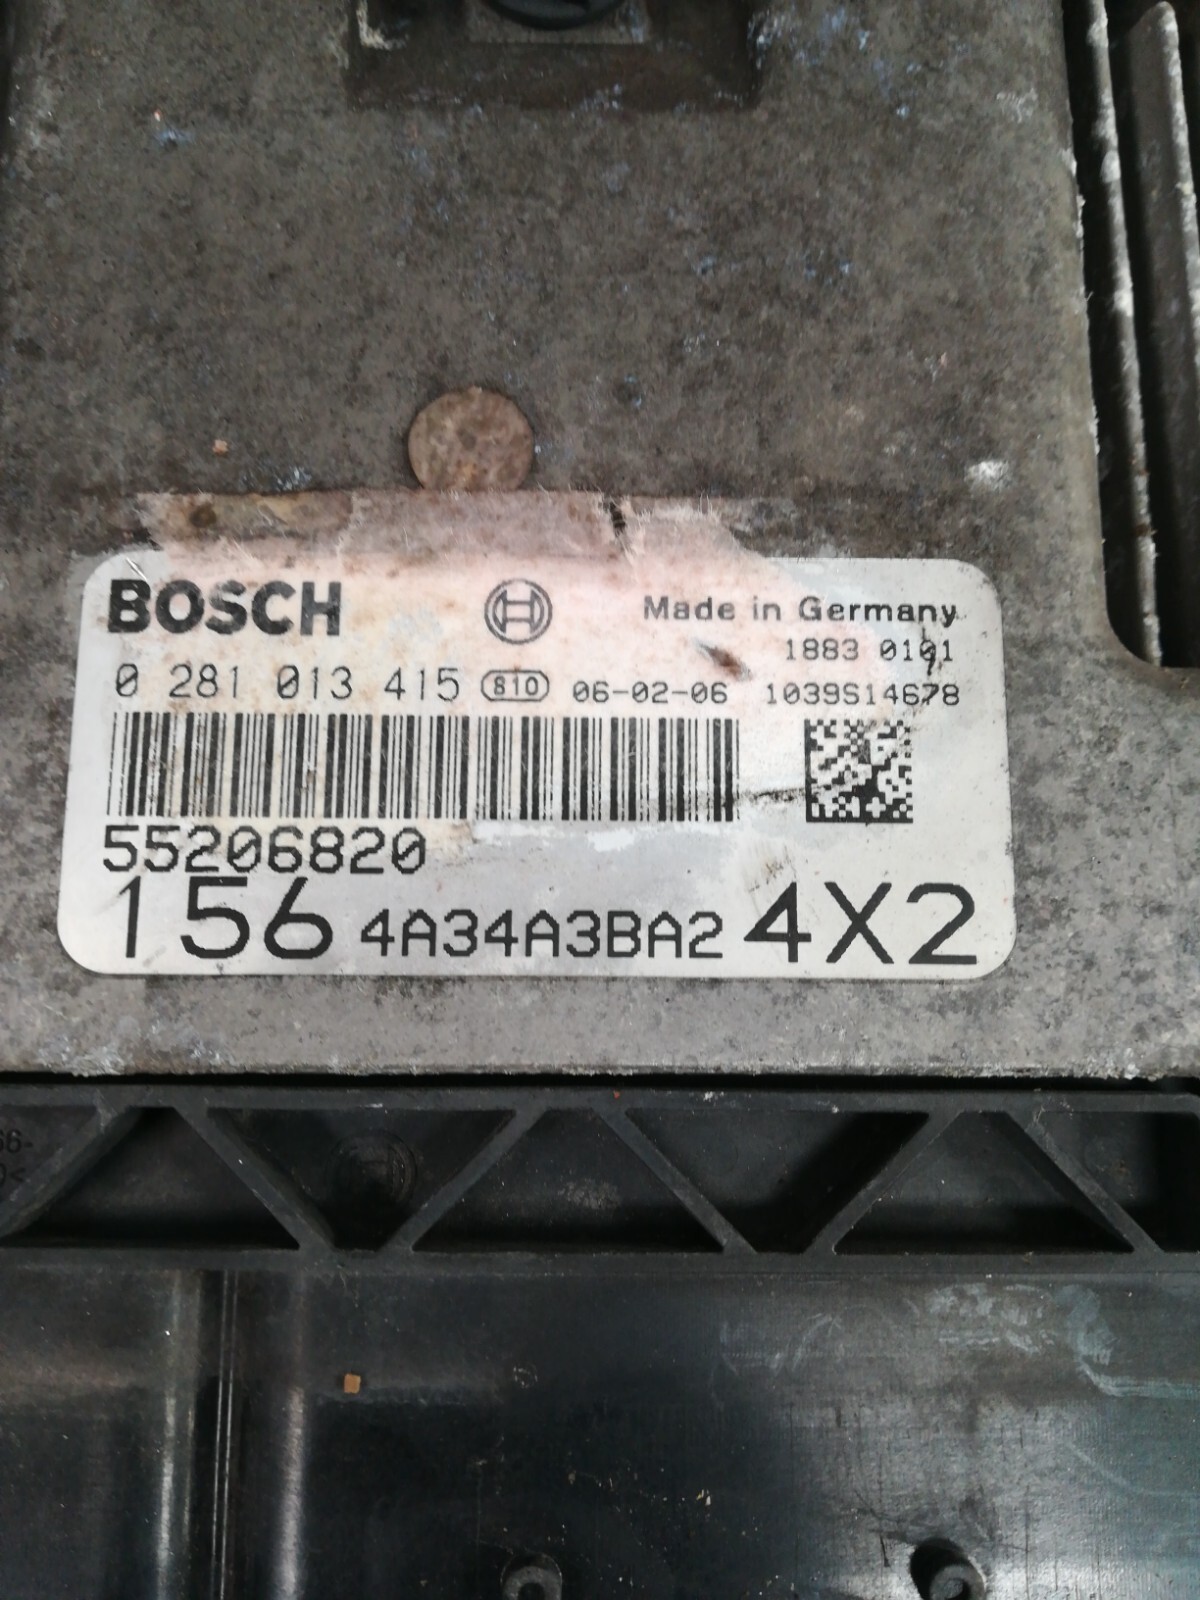 BOSCH Made in Germany
1883 0101
0 281 013 415 810 06-02-06 1039S14678
55206820
156 4A34A3BA2 4X2